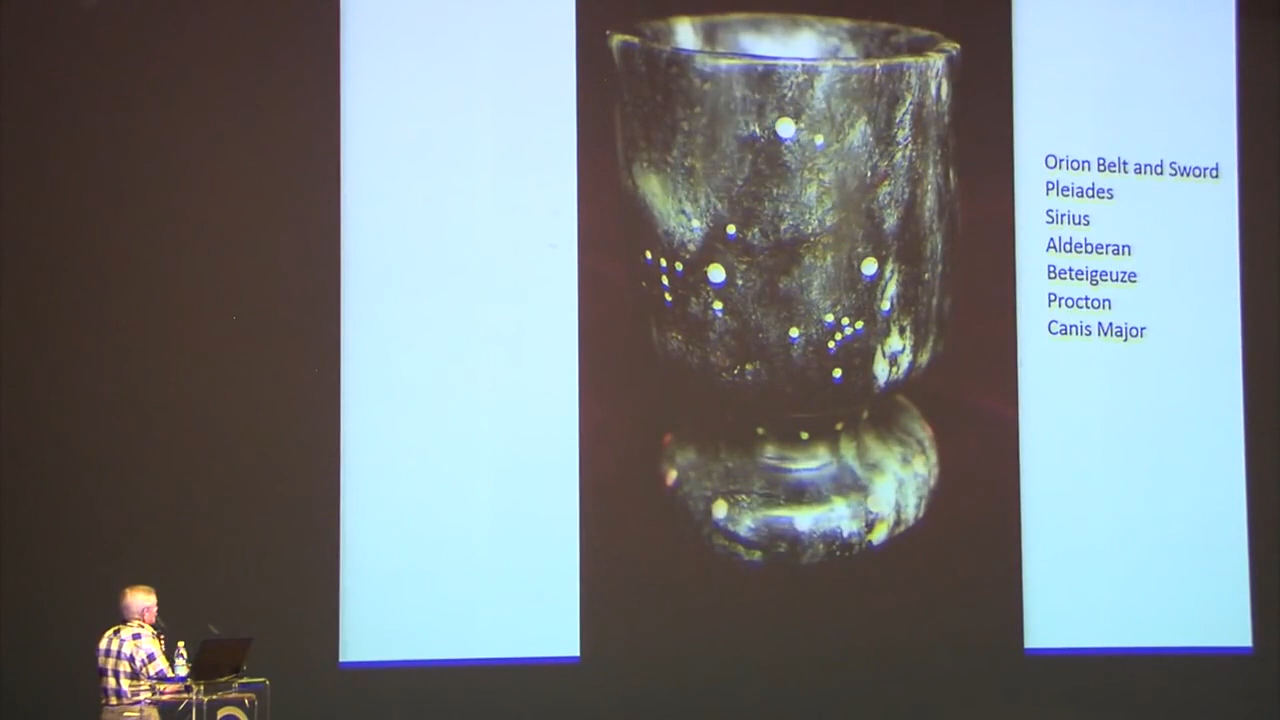 Orion Belt and Sword
Pleiades
Sirius
Aldeberan
Beteigeuze
Procton
Canis Major